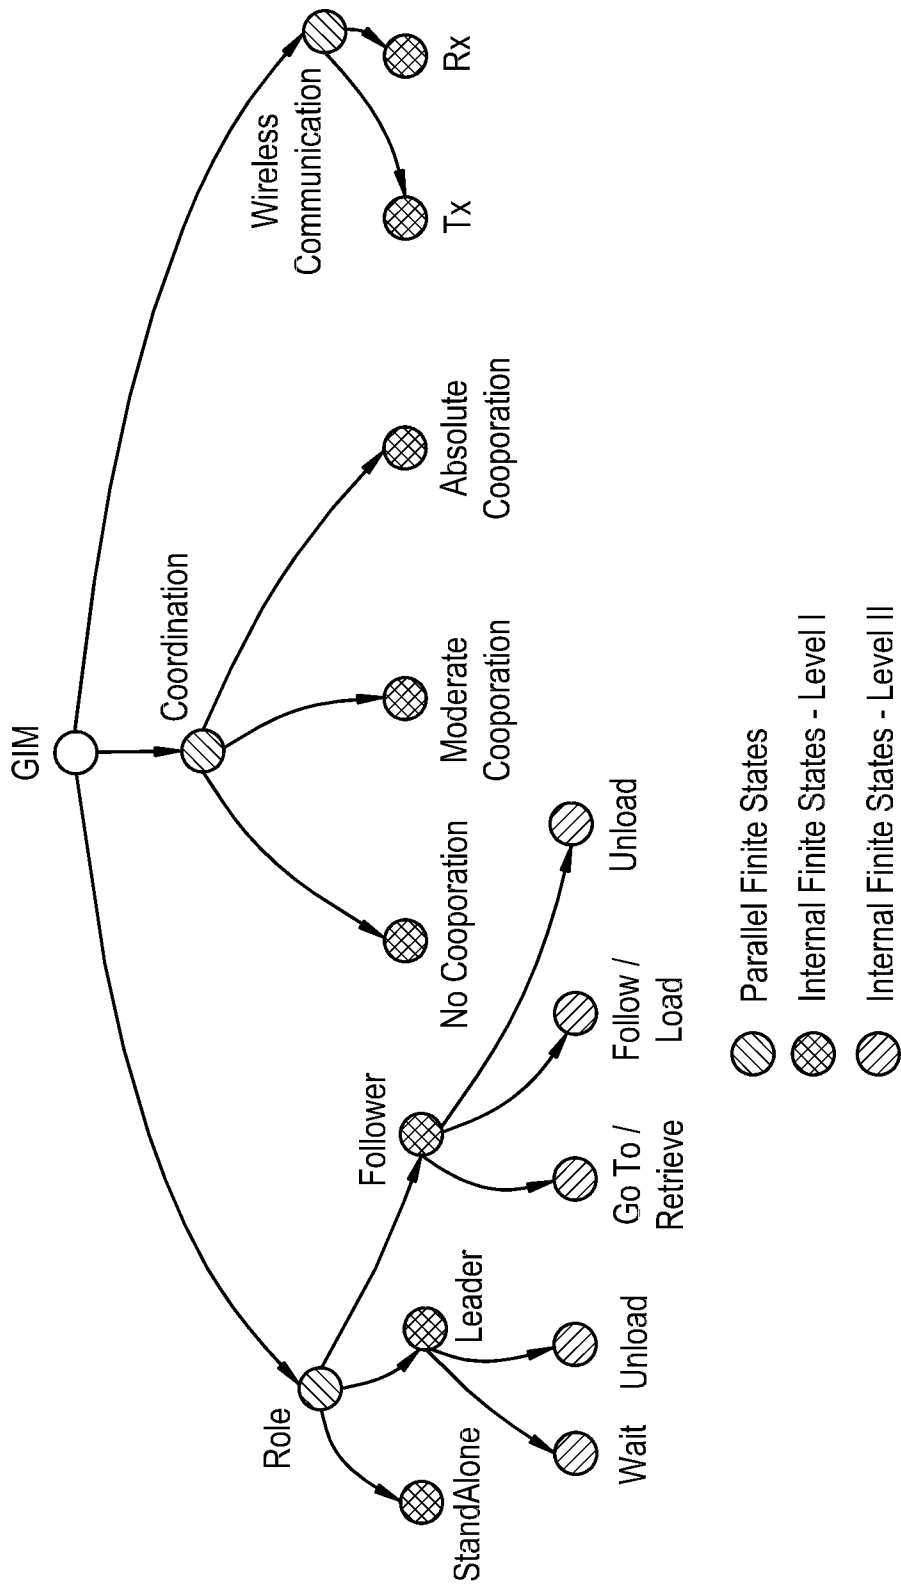 GIM
Role
Coordination
Wireless
Communication
StandAlone
Leader
Follower
No Cooporation
Moderate
Cooporation
Absolute
Cooporation
Tx
Rx
Wait
Unload
Go To /
Retrieve
Follow /
Load
Unload
Parallel Finite States
Internal Finite States - Level I
Internal Finite States - Level II